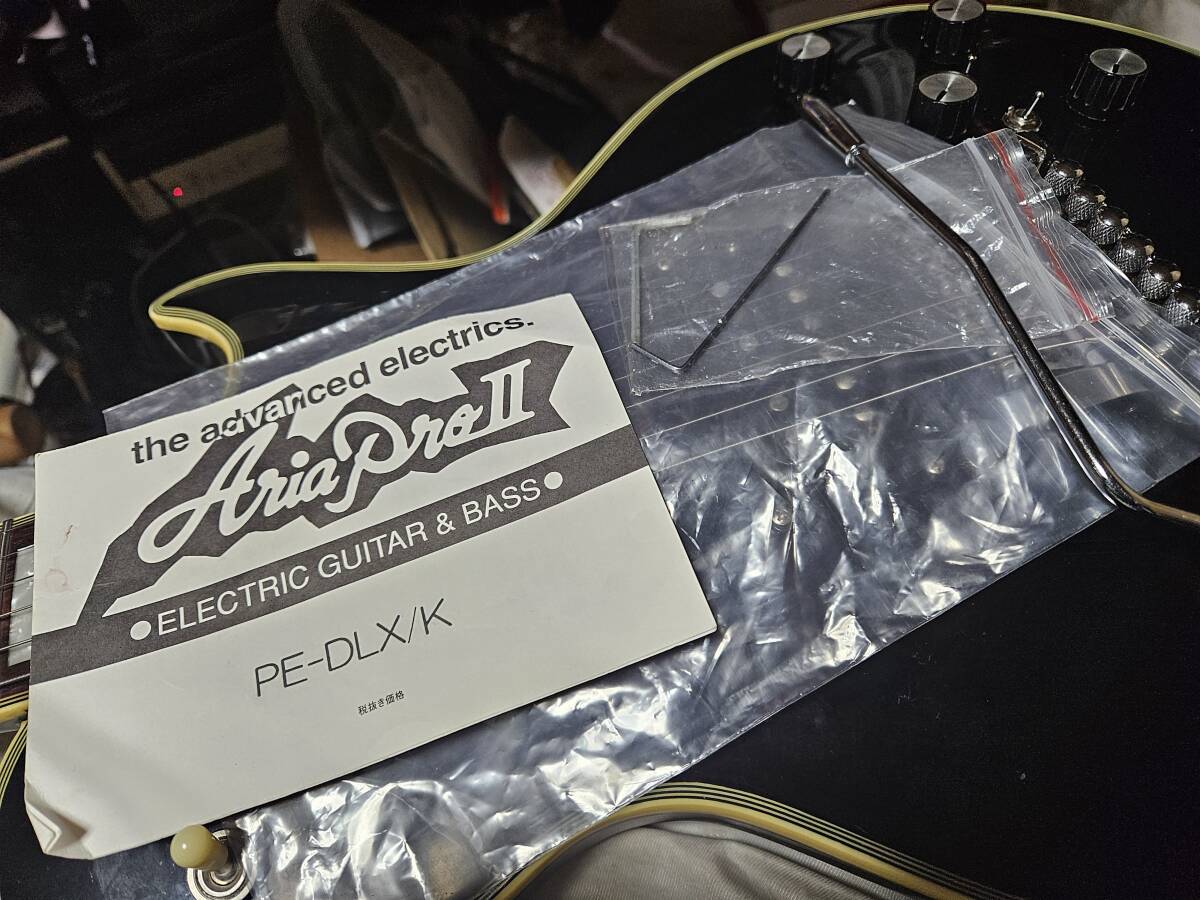 the advanced electrics.
Aria Pro II
●ELECTRIC GUITAR & BASS●
PE-DLX/K
税抜き価格